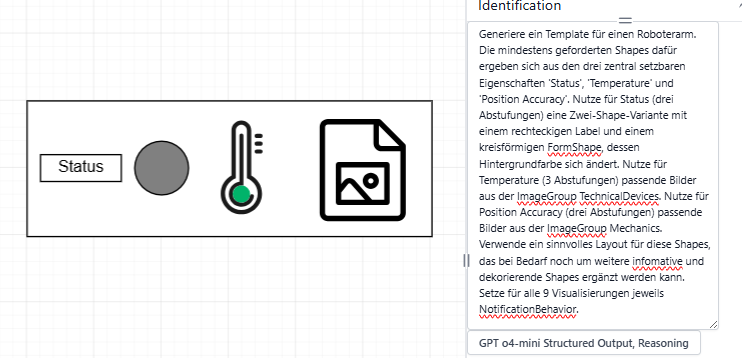 Identification
Generiere ein Template für einen Roboterarm.
Die mindestens geforderten Shapes dafür
ergeben sich aus den drei zentral setzbaren
Eigenschaften 'Status', 'Temperature' und
'Position Accuracy'. Nutze für Status (drei
Abstufungen) eine Zwei-Shape-Variante mit
einem rechteckigen Label und einem
kreisförmigen FormShape, dessen
Hintergrundfarbe sich ändert. Nutze für
Temperature (3 Abstufungen) passende Bilder
aus der ImageGroup TechnicalDevices. Nutze für
Position Accuracy (drei Abstufungen) passende
Bilder aus der ImageGroup Mechanics.
Verwende ein sinnvolles Layout für diese Shapes,
das bei Bedarf noch um weitere infomative und
dekorierende Shapes ergänzt werden kann.
Setze für alle 9 Visualisierungen jeweils
NotificationBehavior.
GPT o4-mini Structured Output, Reasoning
Status